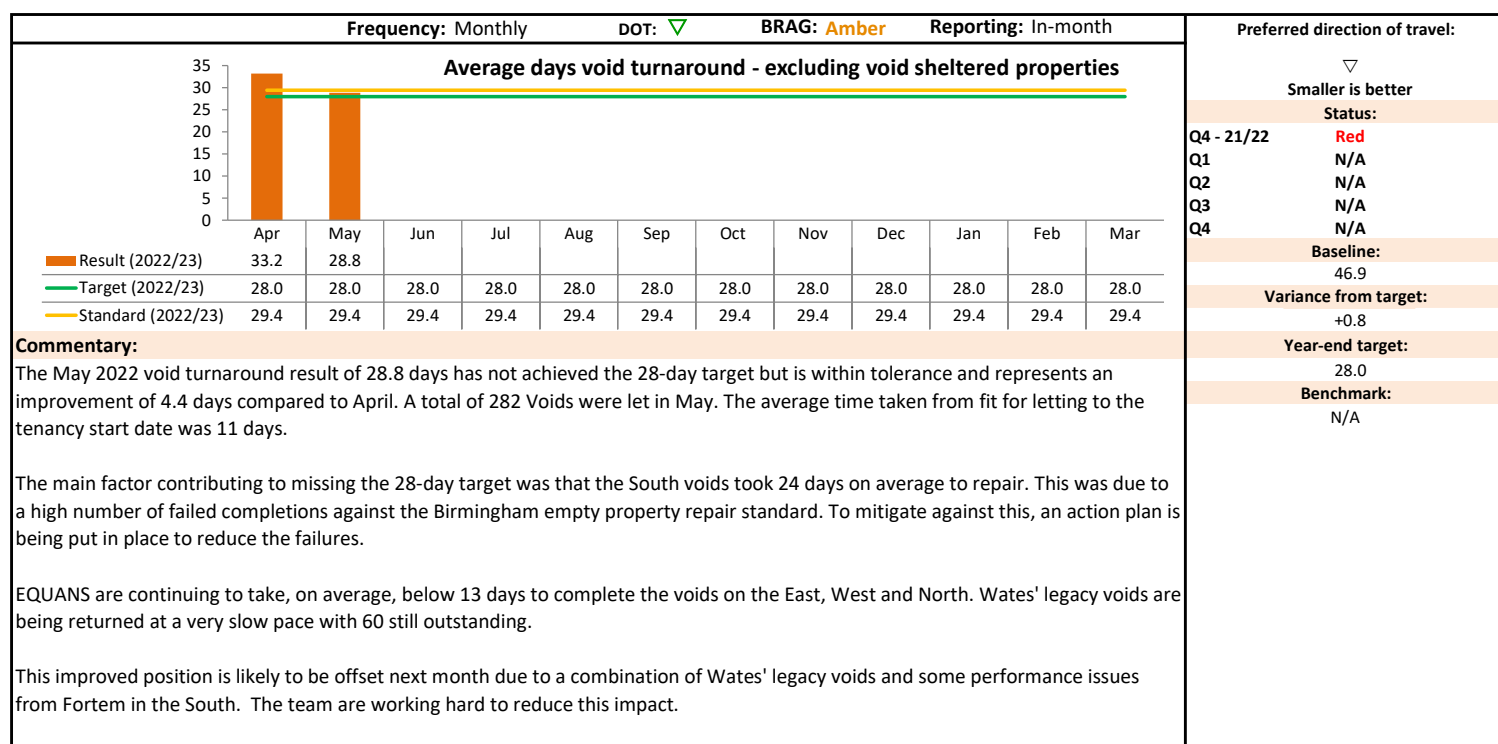 Frequency: Monthly DOT: ▽ BRAG: Amber Reporting: In-month
Average days void turnaround - excluding void sheltered properties
35
30
25
20
15
10
5
0
Apr May Jun Jul Aug Sep Oct Nov Dec Jan Feb Mar
Result (2022/23) 33.2 28.8
Target (2022/23) 28.0 28.0 28.0 28.0 28.0 28.0 28.0 28.0 28.0 28.0 28.0 28.0
Standard (2022/23) 29.4 29.4 29.4 29.4 29.4 29.4 29.4 29.4 29.4 29.4 29.4 29.4
Commentary:
The May 2022 void turnaround result of 28.8 days has not achieved the 28-day target but is within tolerance and represents an
improvement of 4.4 days compared to April. A total of 282 Voids were let in May. The average time taken from fit for letting to the
tenancy start date was 11 days.
The main factor contributing to missing the 28-day target was that the South voids took 24 days on average to repair. This was due to
a high number of failed completions against the Birmingham empty property repair standard. To mitigate against this, an action plan is
being put in place to reduce the failures.
EQUANS are continuing to take, on average, below 13 days to complete the voids on the East, West and North. Wates' legacy voids are
being returned at a very slow pace with 60 still outstanding.
This improved position is likely to be offset next month due to a combination of Wates' legacy voids and some performance issues
from Fortem in the South.  The team are working hard to reduce this impact.
Preferred direction of travel:
▽
Smaller is better
Status:
Q4 - 21/22 Red
Q1 N/A
Q2 N/A
Q3 N/A
Q4 N/A
Baseline:
46.9
Variance from target:
+0.8
Year-end target:
28.0
Benchmark:
N/A